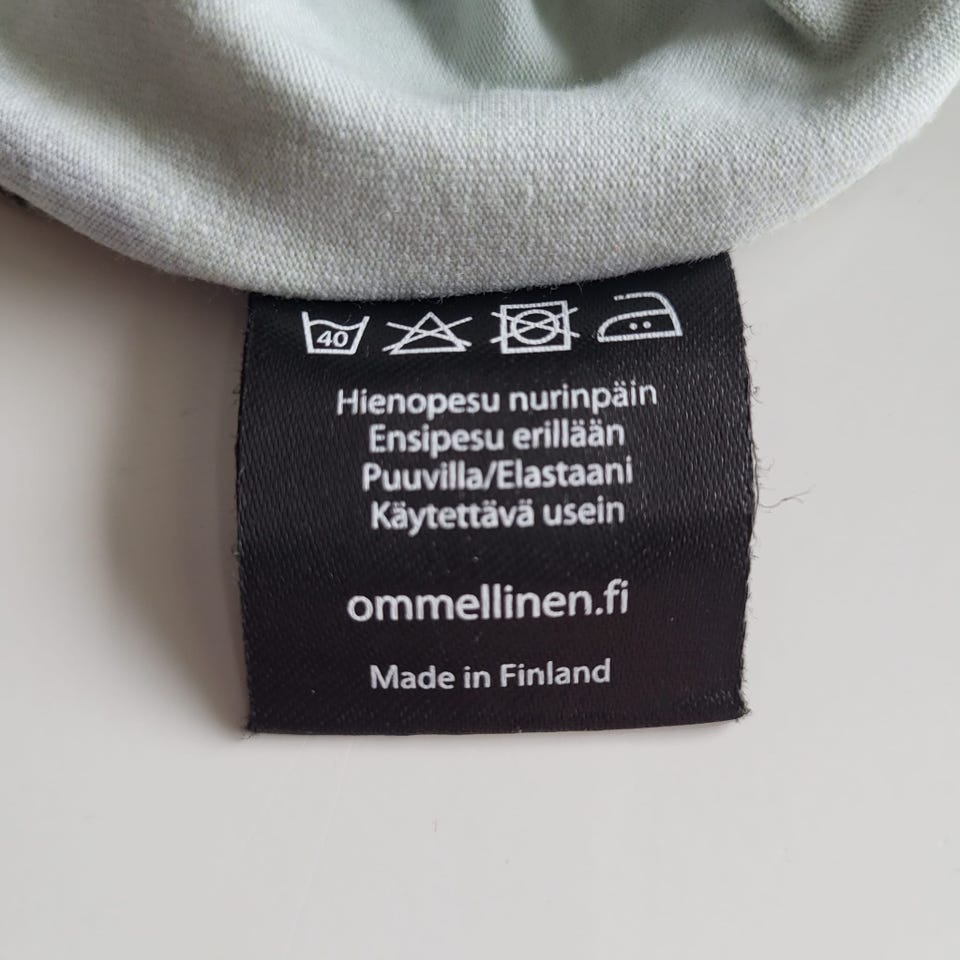 40
Hienopesu nurinpäin
Ensipesu erillään
Puuvilla/Elastaani
Käytettävä usein
ommellinen.fi
Made in Finland